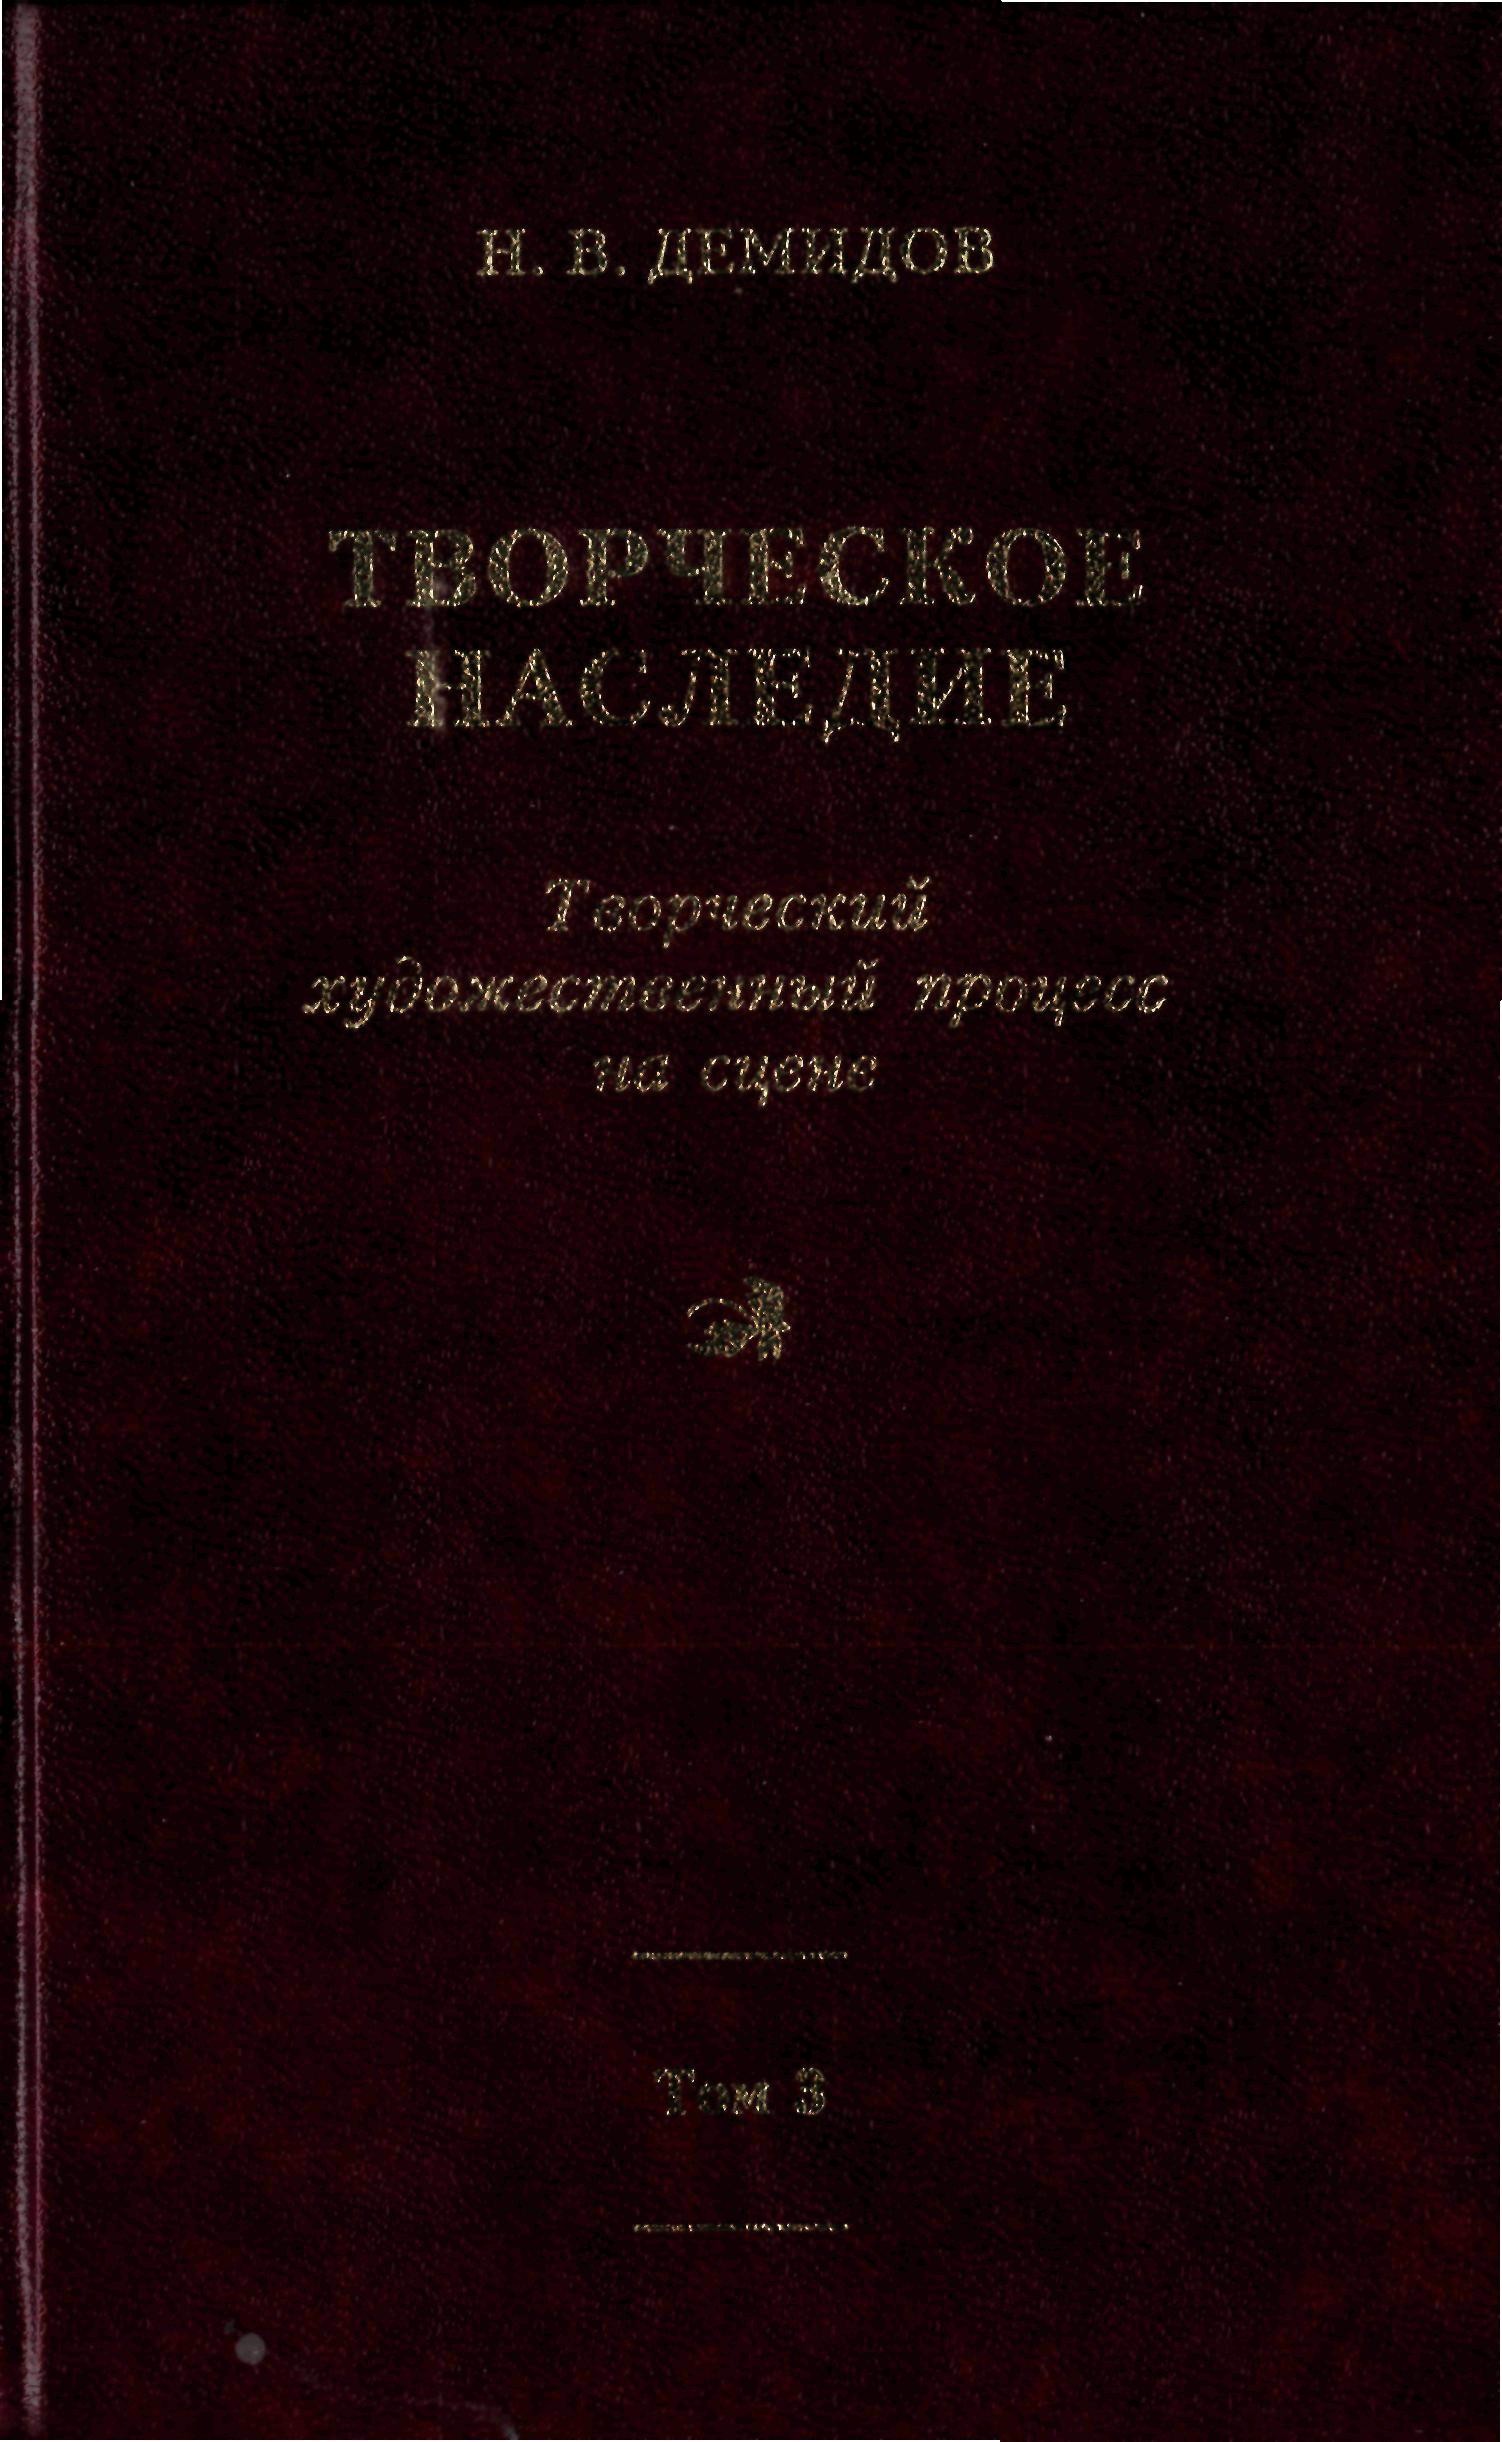 Н. В. ДЕМИДОВ
ТВОРЧЕСКОЕ
НАСЛЕДИЕ
Творческий
художественный процесс
на сцене
Том 3